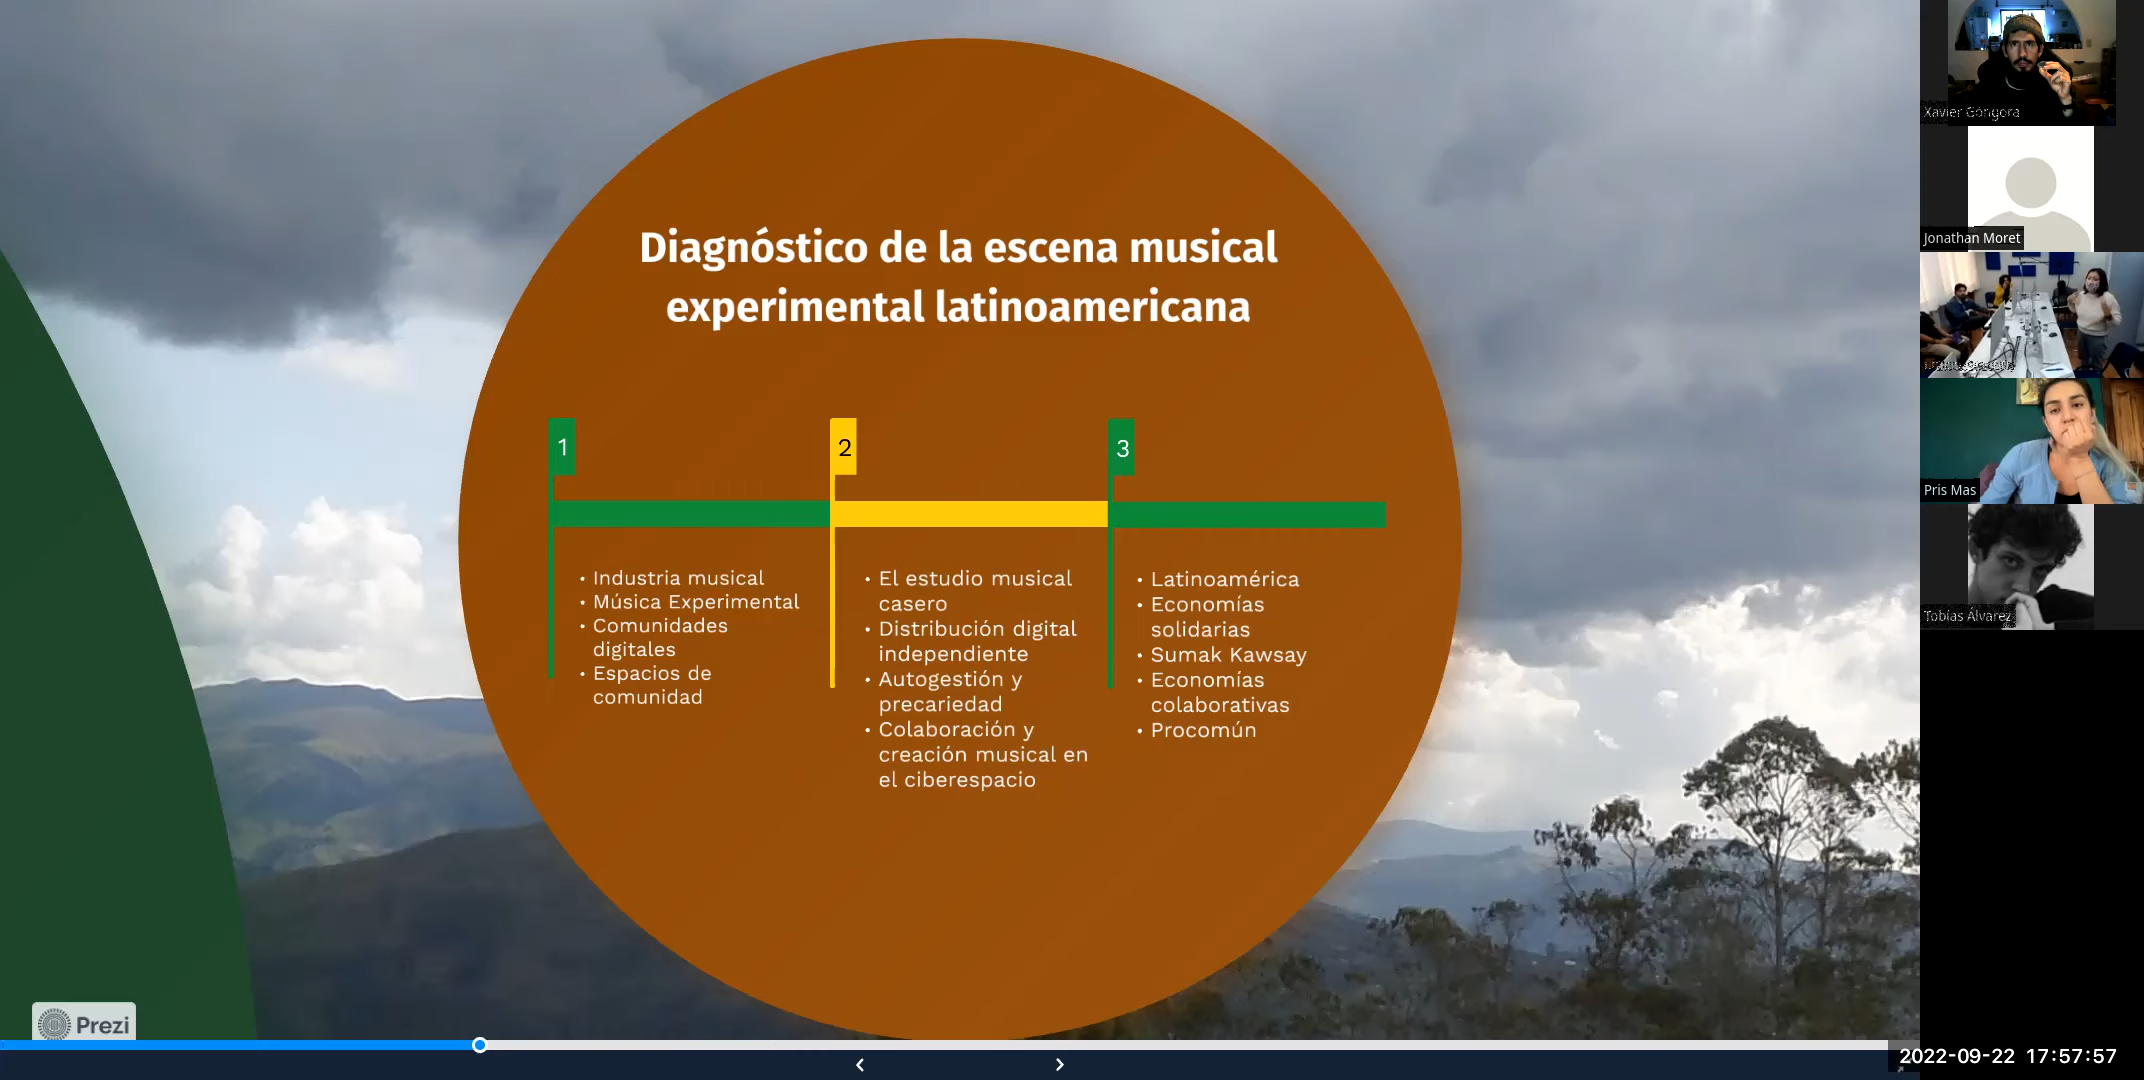 Diagnóstico de la escena musical
experimental latinoamericana
1
• Industria musical
• Música Experimental
• Comunidades
digitales
• Espacios de
comunidad
2
• El estudio musical
casero
• Distribución digital
independiente
• Autogestión y
precariedad
• Colaboración y
creación musical en
el ciberespacio
3
• Latinoamérica
• Economías
solidarias
• Sumak Kawsay
• Economías
colaborativas
• Procomún
Prezi
Xavier Góngora
Jonathan Moret
Pris Mas
Tobías Álvarez
2022-09-22 17:57:57